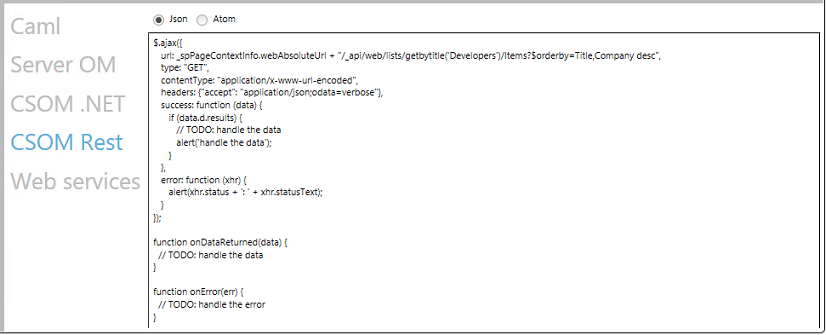 Caml
Server OM
CSOM .NET
CSOM Rest
Web services
Json Atom
$.ajax({
url: _spPageContextInfo.webAbsoluteUrl + "/_api/web/lists/getbytitle('Developers')/Items?$orderby=Title,Company desc",
type: "GET",
contentType: "application/x-www-url-encoded",
headers: {"accept": "application/json;odata=verbose"},
success: function (data) {
if (data.d.results) {
// TODO: handle the data
alert('handle the data');
}
},
error: function (xhr) {
alert(xhr.status + ': ' + xhr.statusText);
}
});
function onDataReturned(data) {
// TODO: handle the data
}
function onError(err) {
// TODO: handle the error
}